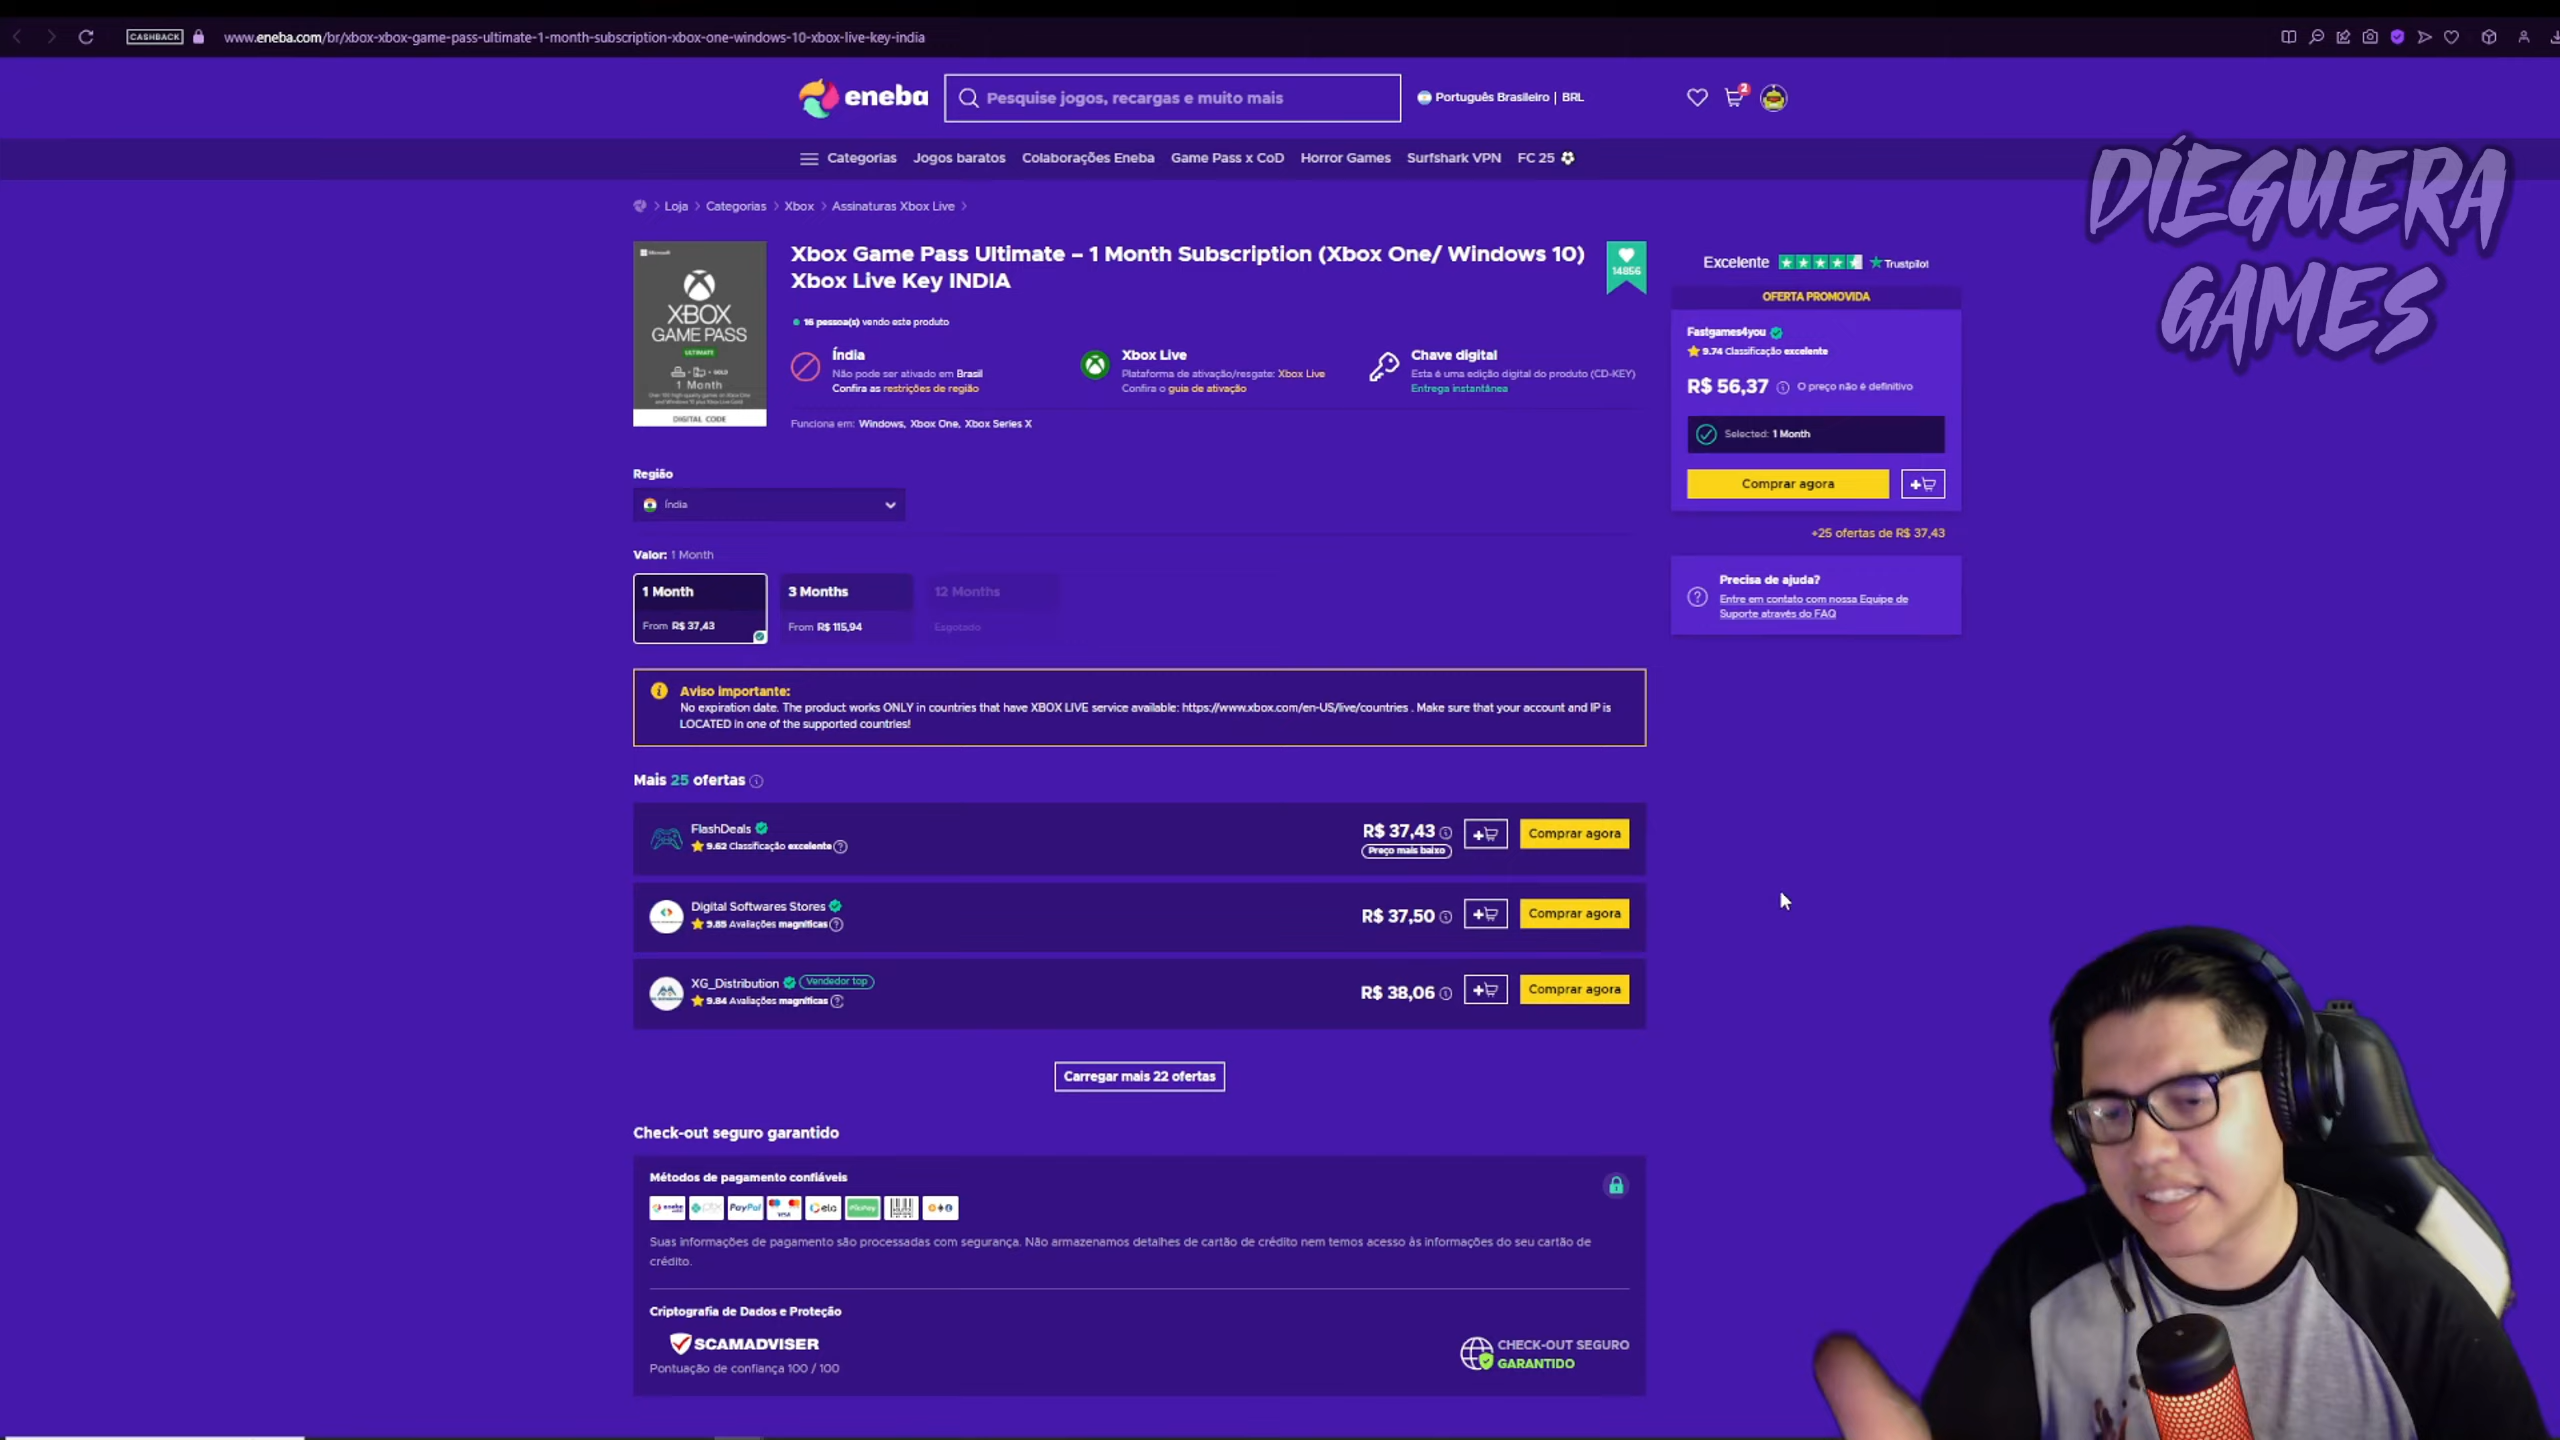 CASHBACK
www.eneba.com/br/xbox-xbox-game-pass-ultimate-1-month-subscription-xbox-one-windows-10-xbox-live-key-india
eneba
Pesquise jogos, recargas e muito mais
Português Brasileiro | BRL
2
Categorias
Jogos baratos
Colaborações Eneba
Game Pass x CoD
Horror Games
Surfshark VPN
FC 25
DÍEGUERA
GAMES
Loja
Categorias
Xbox
Assinaturas Xbox Live
Microsoft
XBOX
GAME PASS
ULTIMATE
1 Month
DIGITAL CODE
Xbox Game Pass Ultimate – 1 Month Subscription (Xbox One/ Windows 10)
Xbox Live Key INDIA
14856
16 pessoa(s) vendo este produto
Índia
Não pode ser ativado em Brasil
Confira as restrições de região
Xbox Live
Plataforma de ativação/resgate: Xbox Live
Confira o guia de ativação
Chave digital
Esta é uma edição digital do produto (CD-KEY)
Entrega instantânea
Funciona em: Windows, Xbox One, Xbox Series X
Excelente
Trustpilot
OFERTA PROMOVIDA
Fastgames4you
9.74 Classificação excelente
R$ 56,37
O preço não é definitivo
Selected: 1 Month
Comprar agora
+25 ofertas de R$ 37,43
Precisa de ajuda?
Entre em contato com nossa Equipe de
Suporte através do FAQ
Região
Índia
Valor: 1 Month
1 Month
From R$ 37,43
3 Months
From R$ 115,94
12 Months
Esgotado
Aviso importante:
No expiration date. The product works ONLY in countries that have XBOX LIVE service available: https://www.xbox.com/en-US/live/countries . Make sure that your account and IP is
LOCATED in one of the supported countries!
Mais 25 ofertas
FlashDeals
9.62 Classificação excelente
R$ 37,43
Preço mais baixo
Comprar agora
Digital Softwares Stores
9.85 Avaliações magníficas
R$ 37,50
Comprar agora
XG_Distribution
Vendedor top
9.84 Avaliações magníficas
R$ 38,06
Comprar agora
Carregar mais 22 ofertas
Check-out seguro garantido
Métodos de pagamento confiáveis
eneba
pix
PayPal
VISA
elo
PicPay
Suas informações de pagamento são processadas com segurança. Não armazenamos detalhes de cartão de crédito nem temos acesso às informações do seu cartão de
crédito.
Criptografia de Dados e Proteção
SCAMADVISER
Pontuação de confiança 100 / 100
CHECK-OUT SEGURO
GARANTIDO